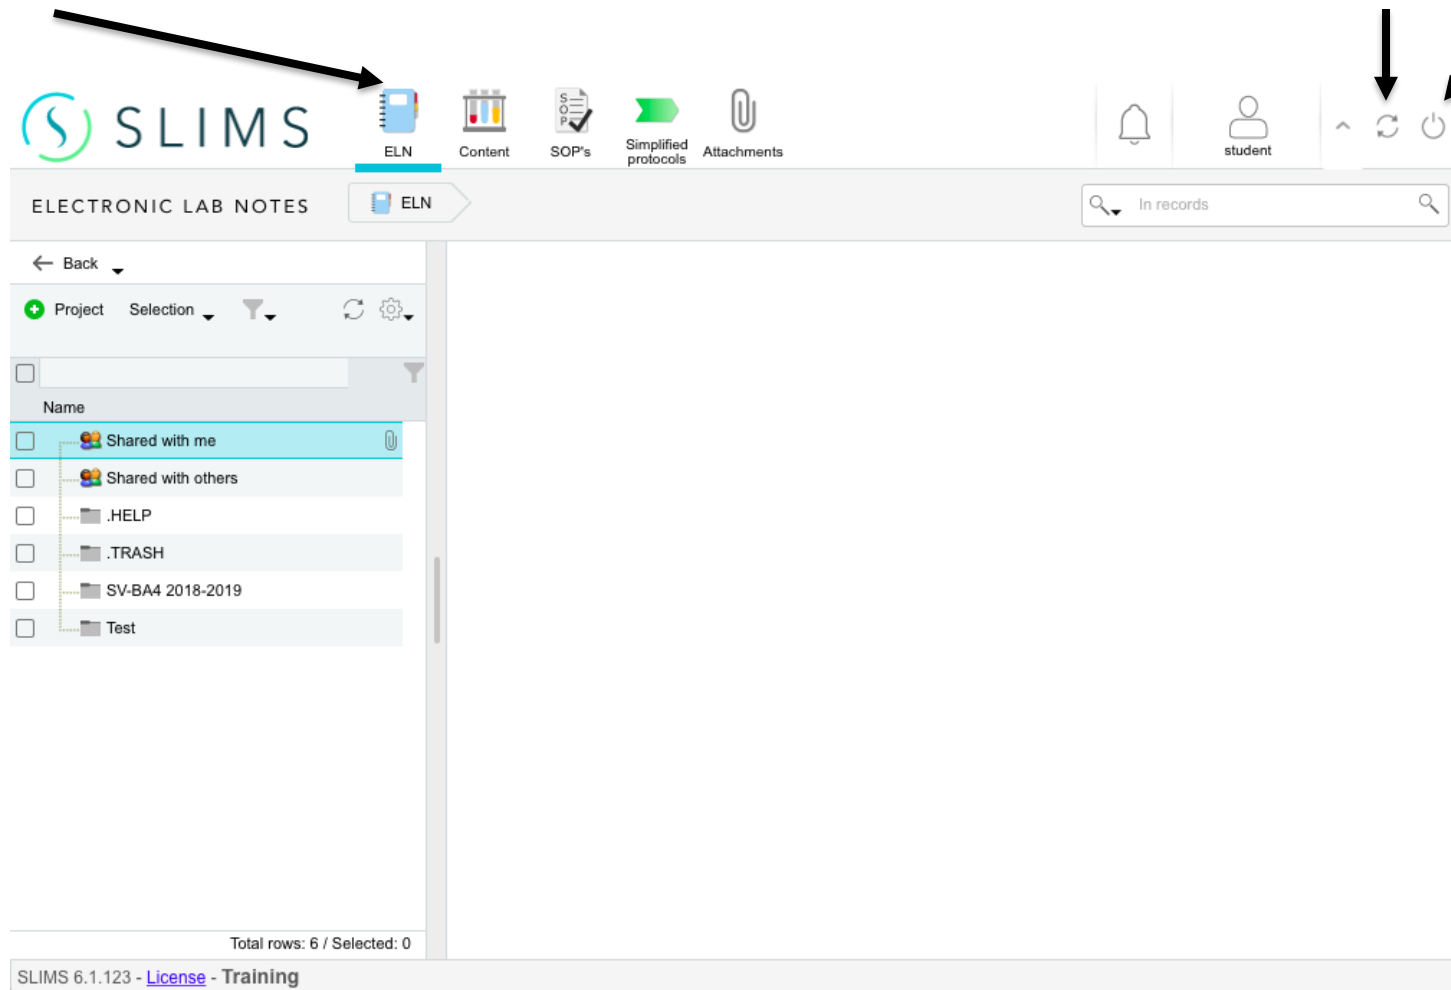 SLIMS
ELN
Content
SOP
SOP's
Simplified
protocols
Attachments
student
ELECTRONIC LAB NOTES
ELN
In records
Back
Project Selection
Name
Shared with me
Shared with others
.HELP
.TRASH
SV-BA4 2018-2019
Test
Total rows: 6 / Selected: 0
SLIMS 6.1.123 - License - Training